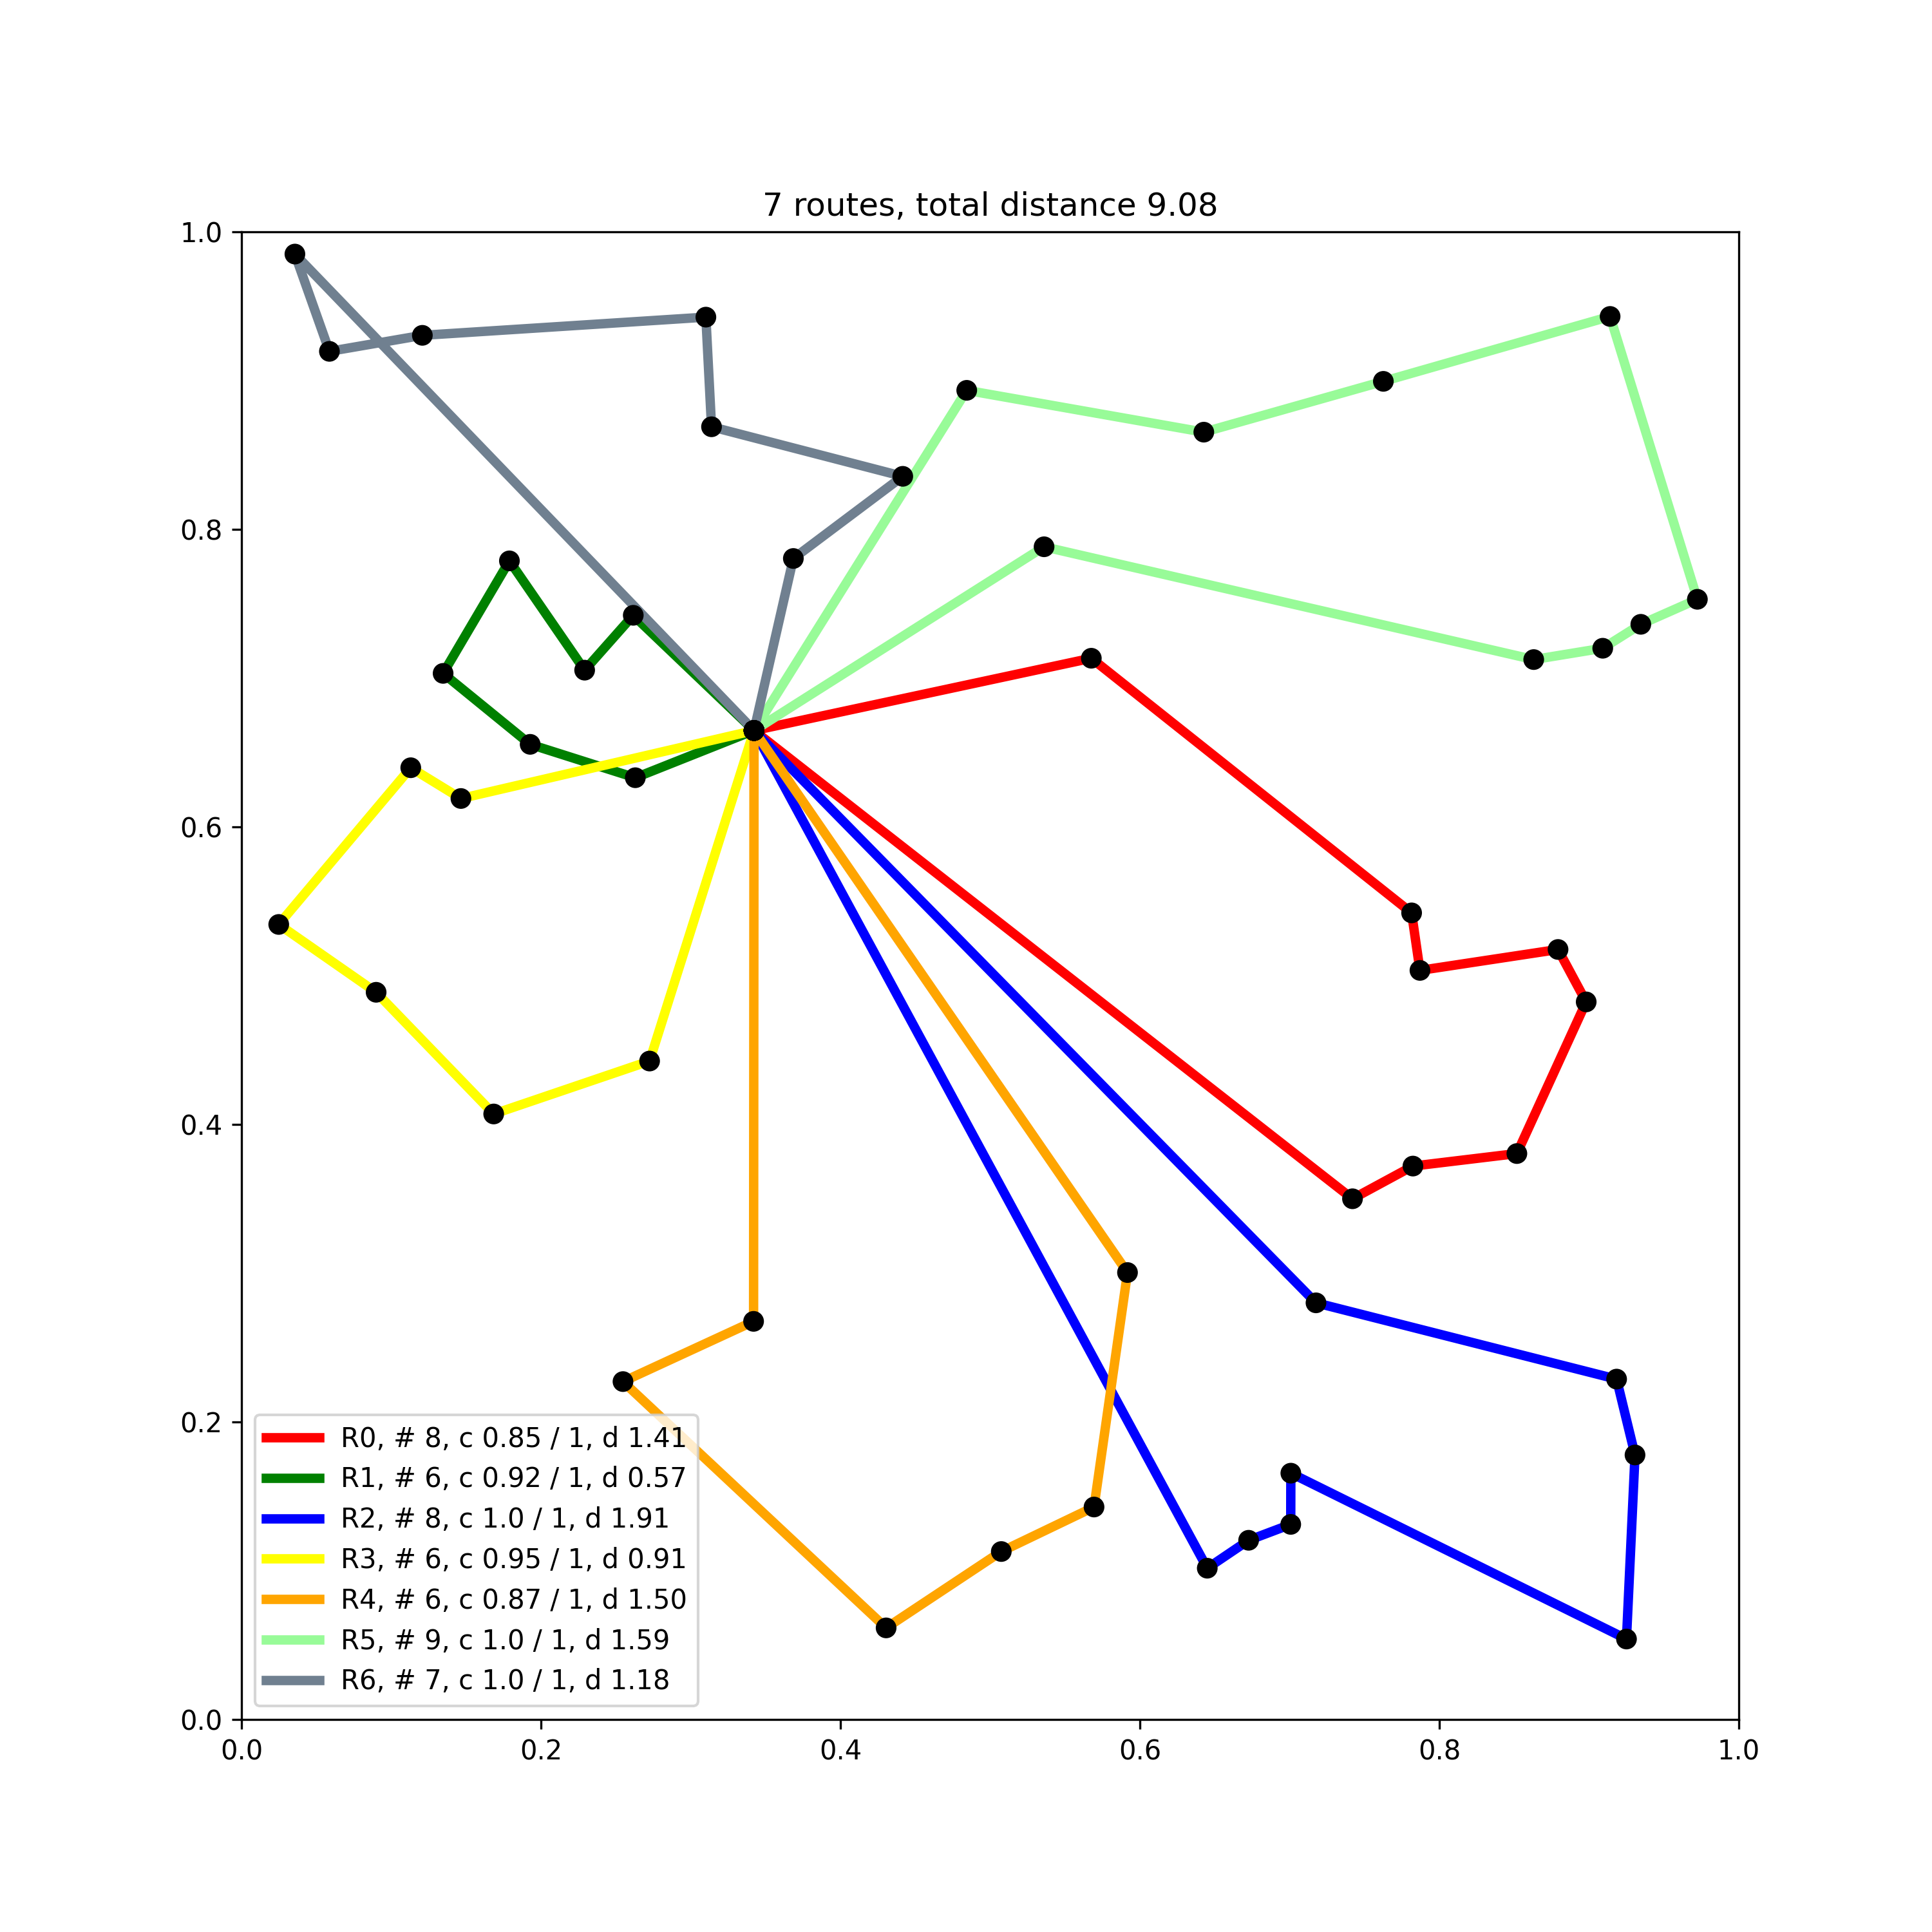 7 routes, total distance 9.08
1.0
0.8
0.6
0.4
0.2
0.0
R0, # 8, c 0.85 / 1, d 1.41
R1, # 6, c 0.92 / 1, d 0.57
R2, # 8, c 1.0 / 1, d 1.91
R3, # 6, c 0.95 / 1, d 0.91
R4, # 6, c 0.87 / 1, d 1.50
R5, # 9, c 1.0 / 1, d 1.59
R6, # 7, c 1.0 / 1, d 1.18
0.0 0.2 0.4 0.6 0.8 1.0